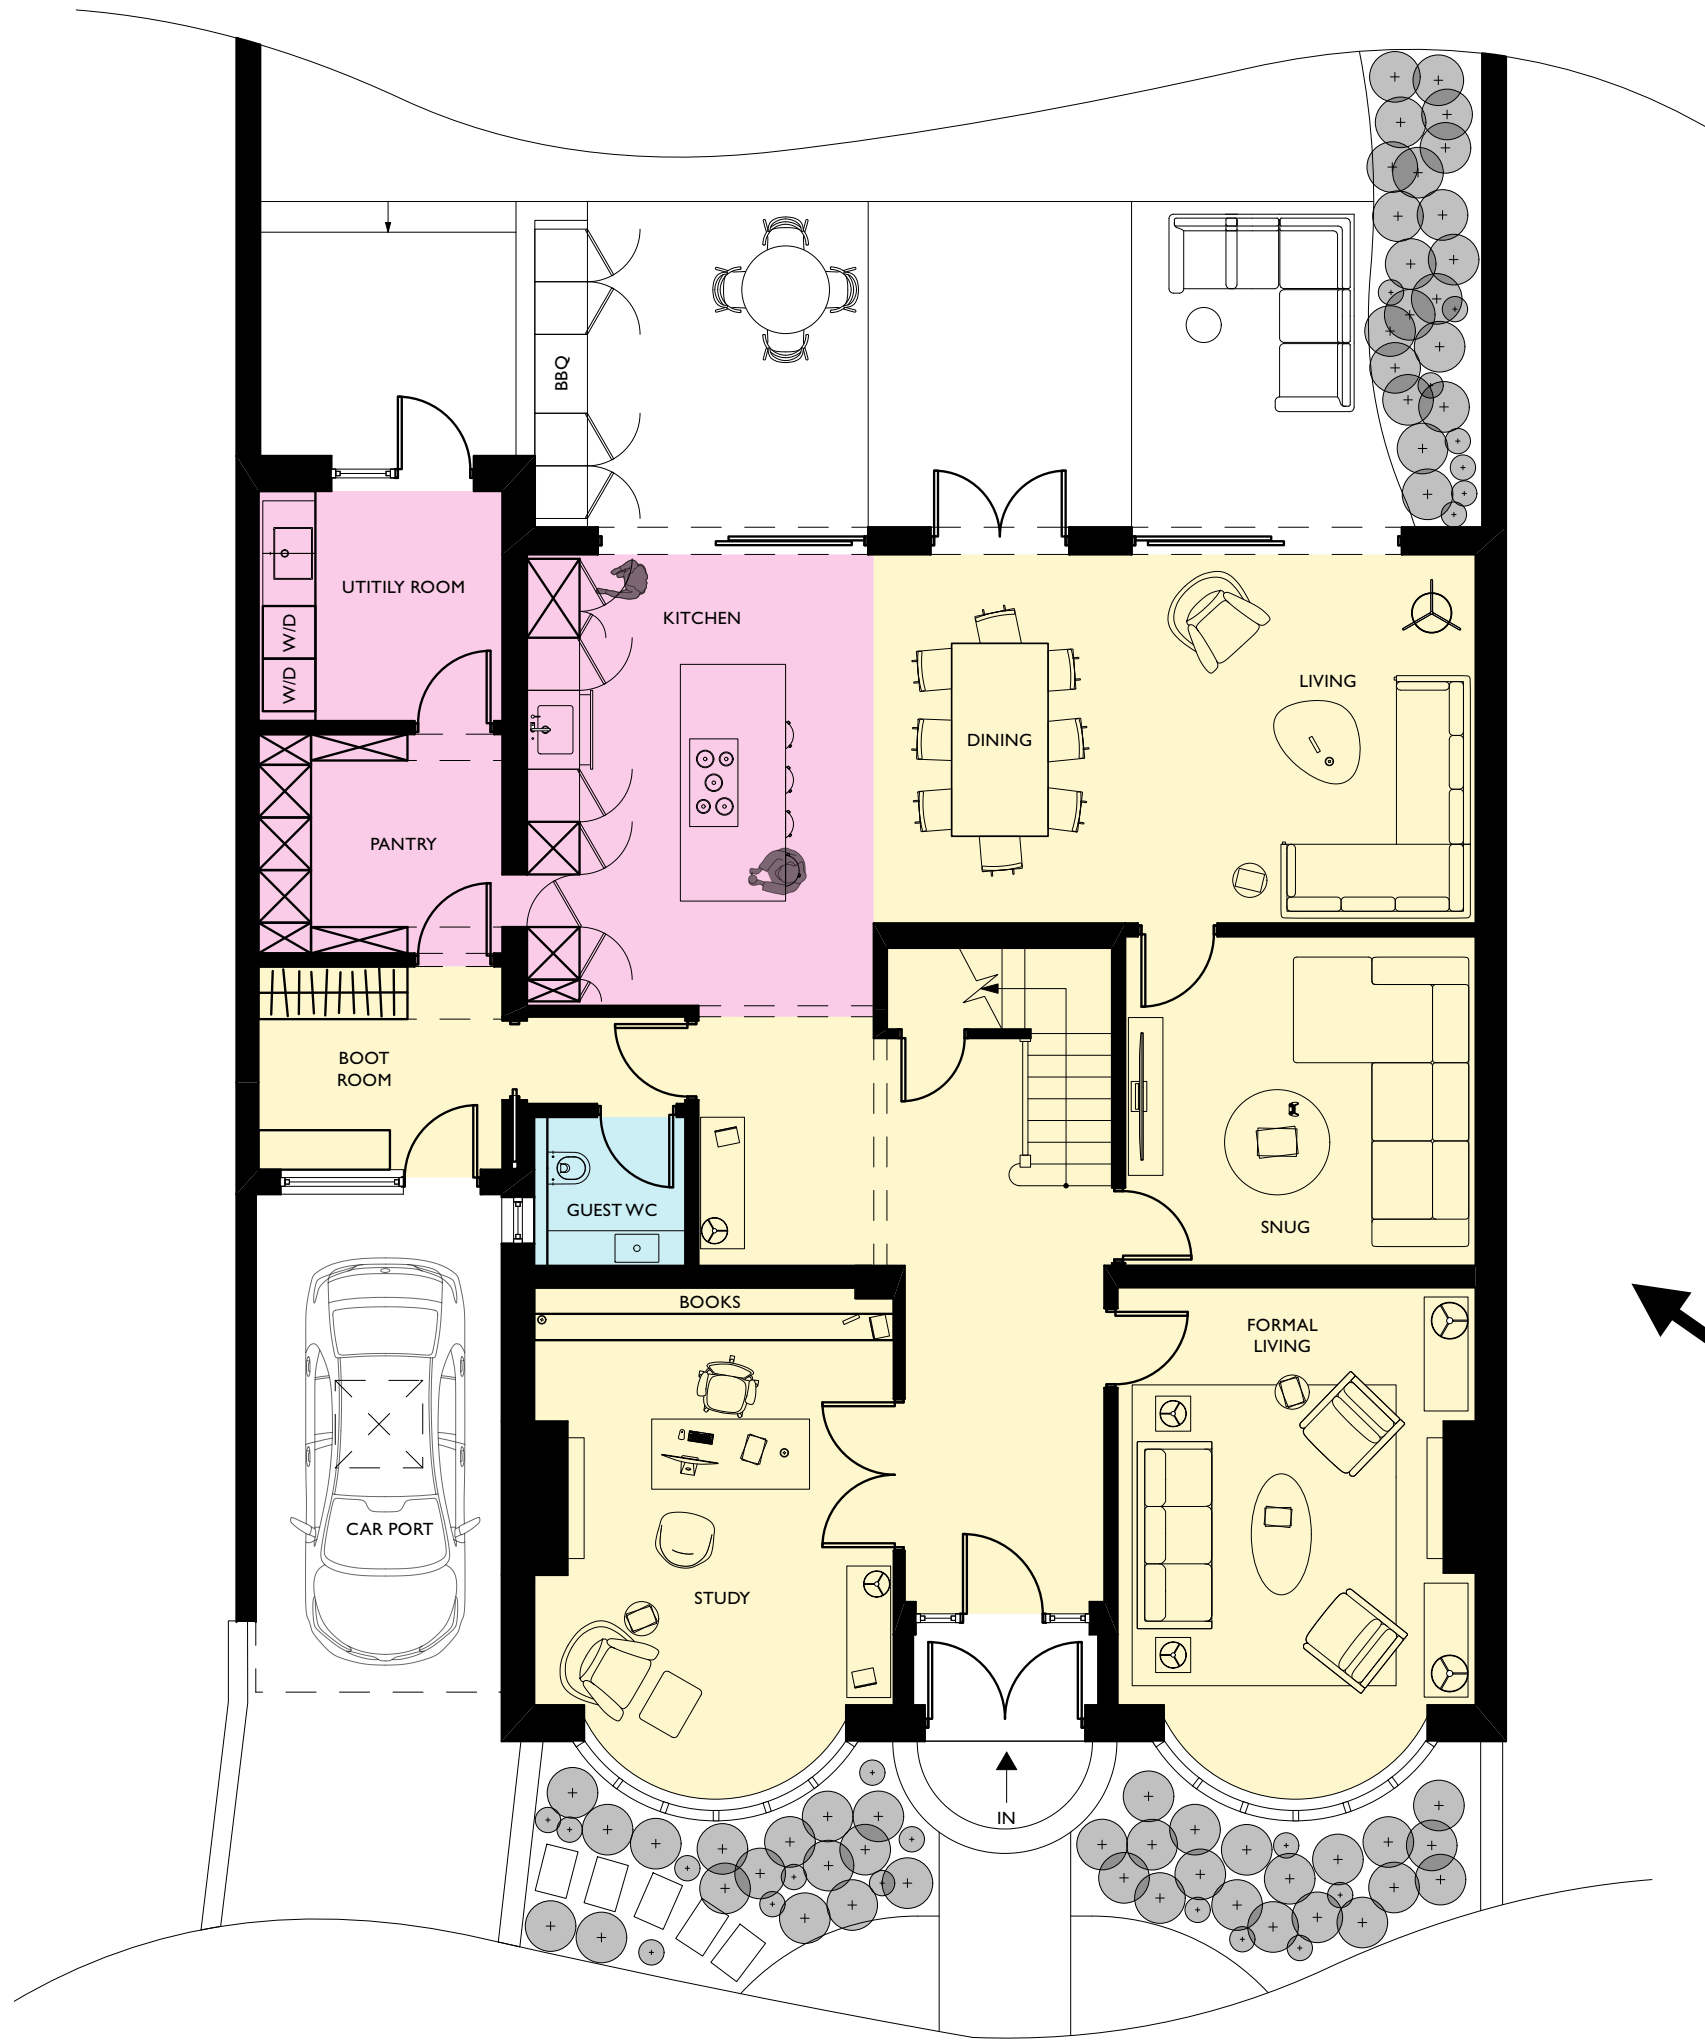 BBQ
UTITILY ROOM
W/D
W/D
KITCHEN
LIVING
DINING
PANTRY
BOOT
ROOM
GUEST WC
SNUG
BOOKS
FORMAL
LIVING
CAR PORT
STUDY
IN